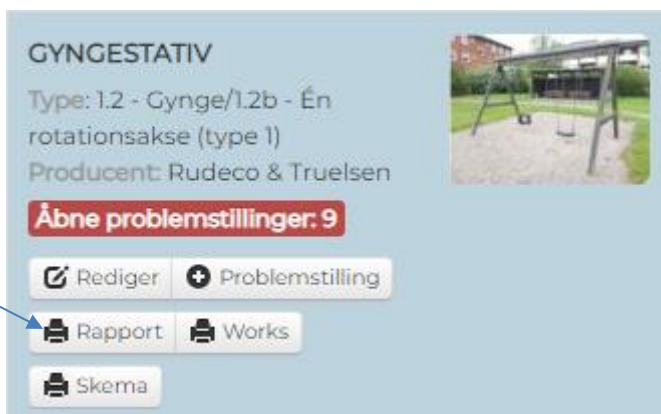 GYNGESTATIV
Type: 1.2 - Gynge/1.2b - Én
rotationsakse (type 1)
Producent: Rudeco & Truelsen
Åbne problemstillinger: 9
Rediger Problemstilling
Rapport Works
Skema